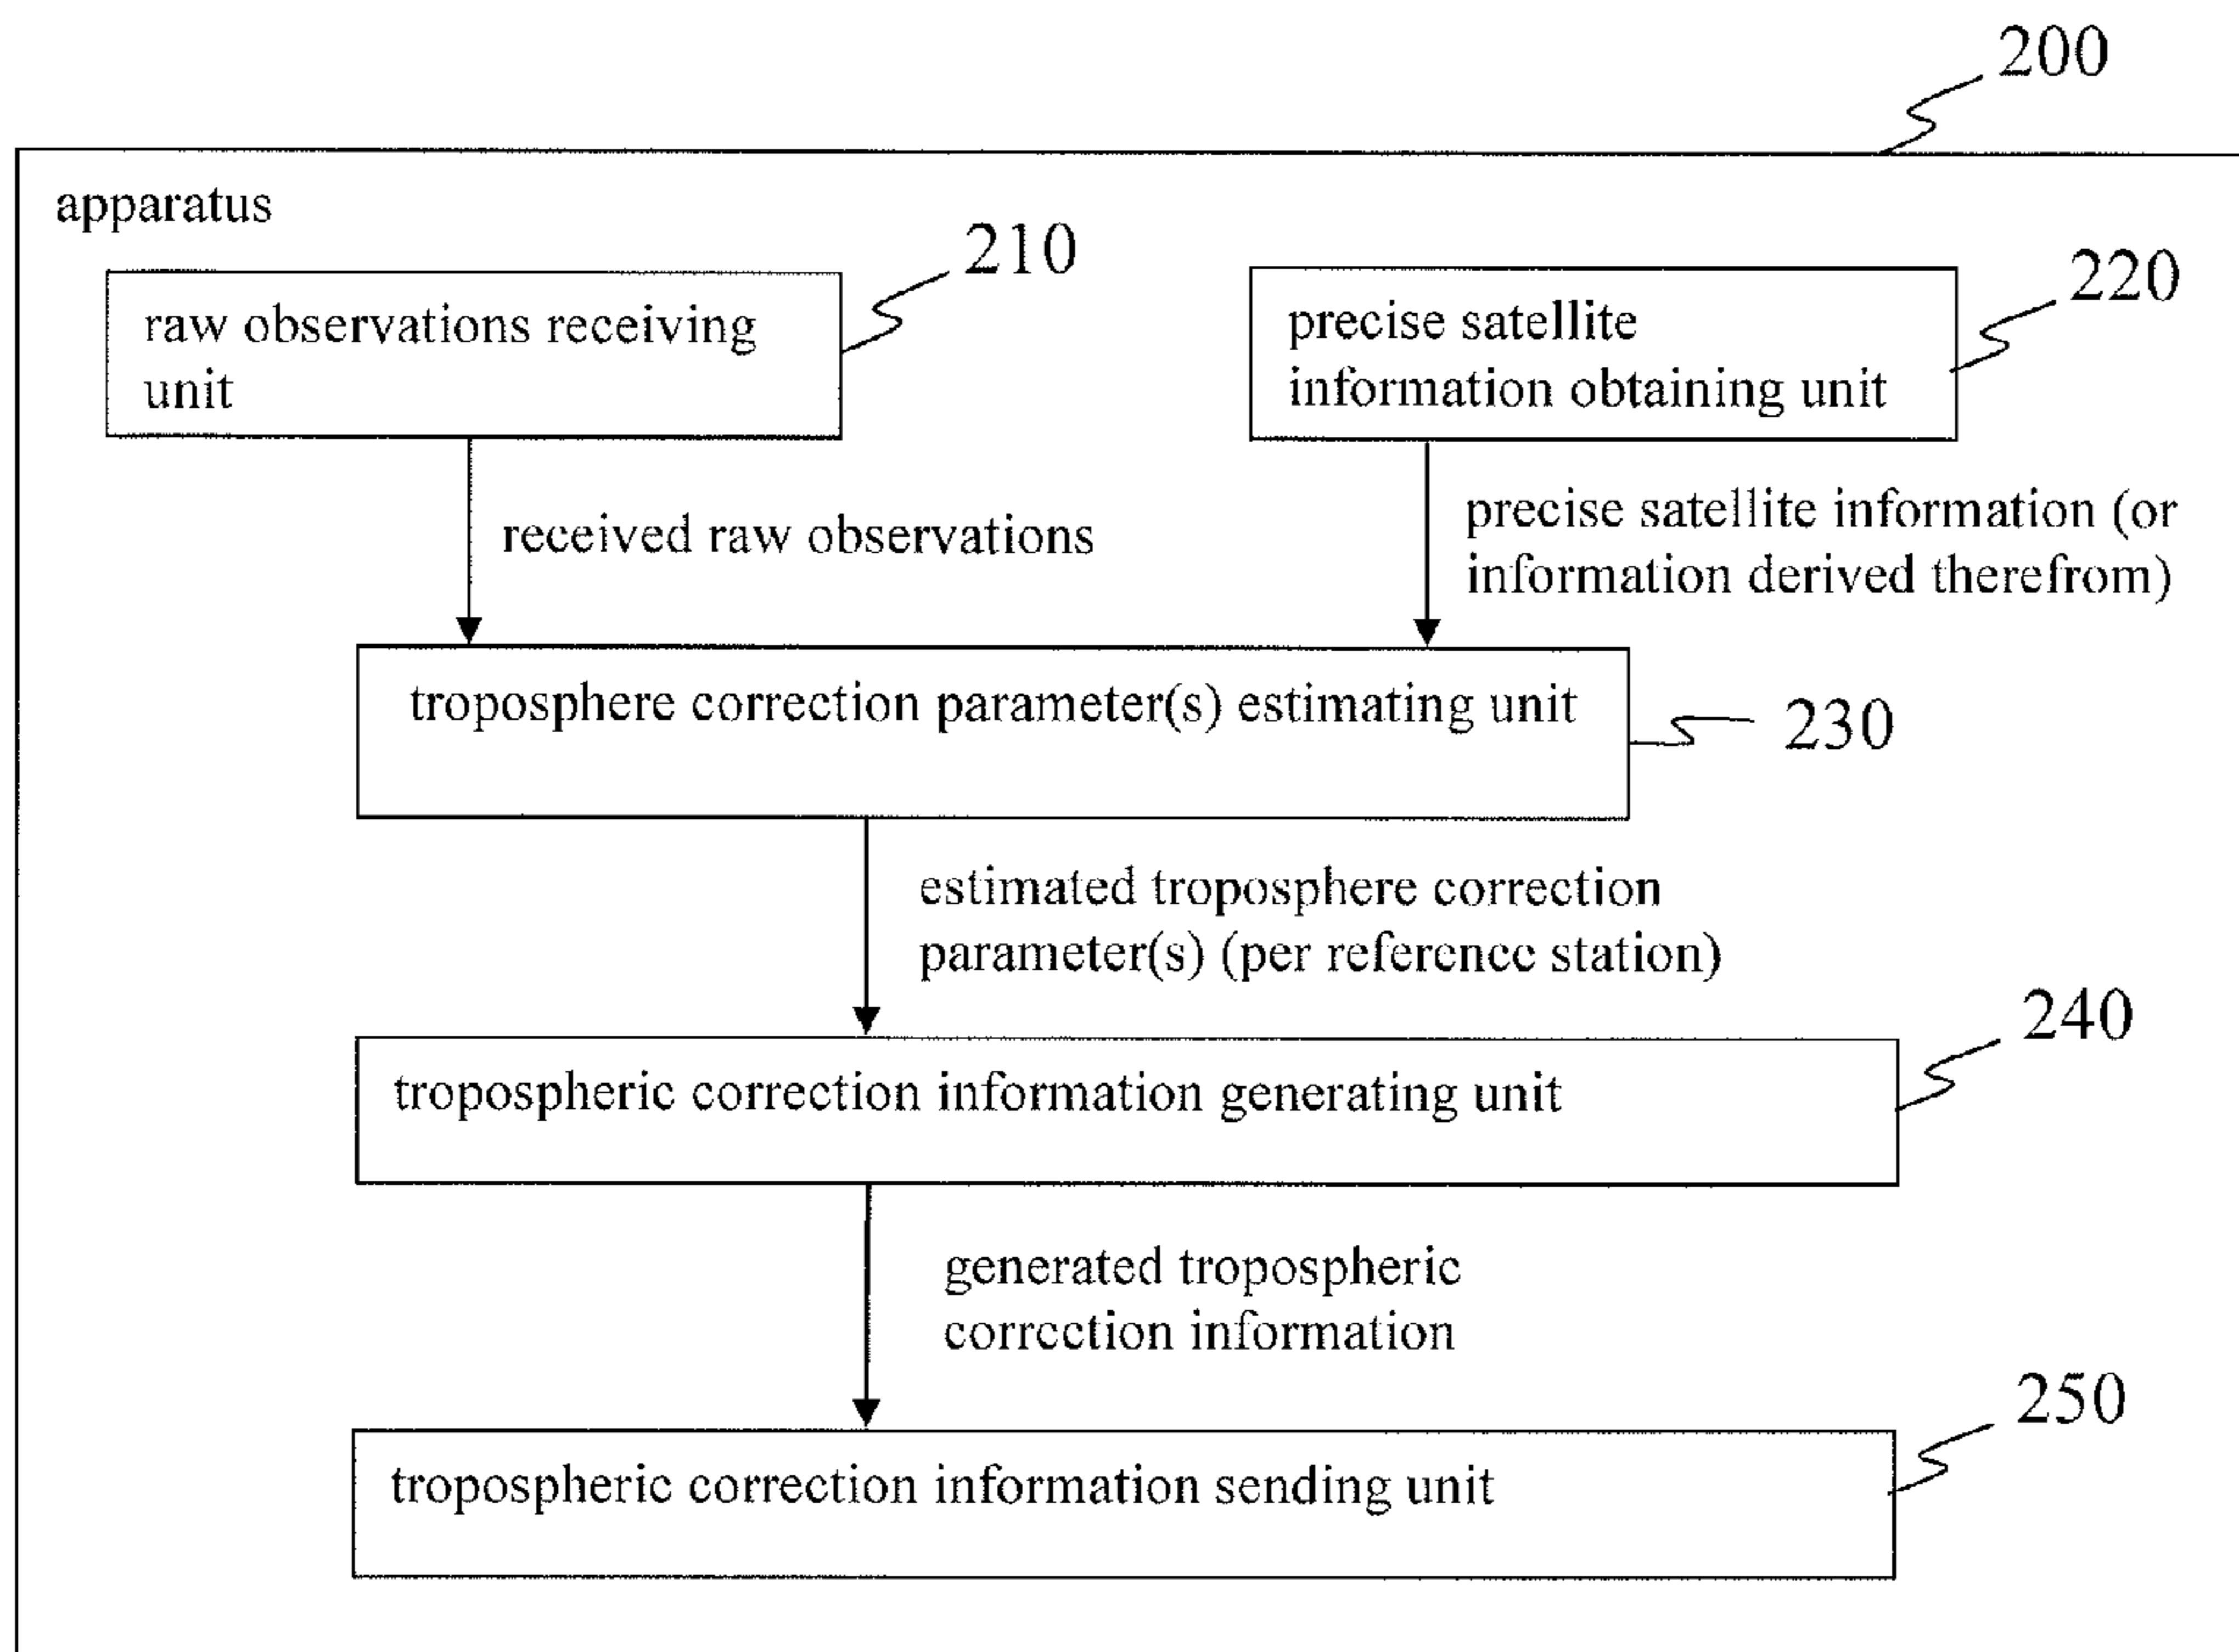 200
apparatus
210
220
raw observations receiving
unit
precise satellite
information obtaining unit
received raw observations
precise satellite information (or
information derived therefrom)
troposphere correction parameter(s) estimating unit
230
estimated troposphere correction
parameter(s) (per reference station)
240
tropospheric correction information generating unit
generated tropospheric
correction information
250
tropospheric correction information sending unit